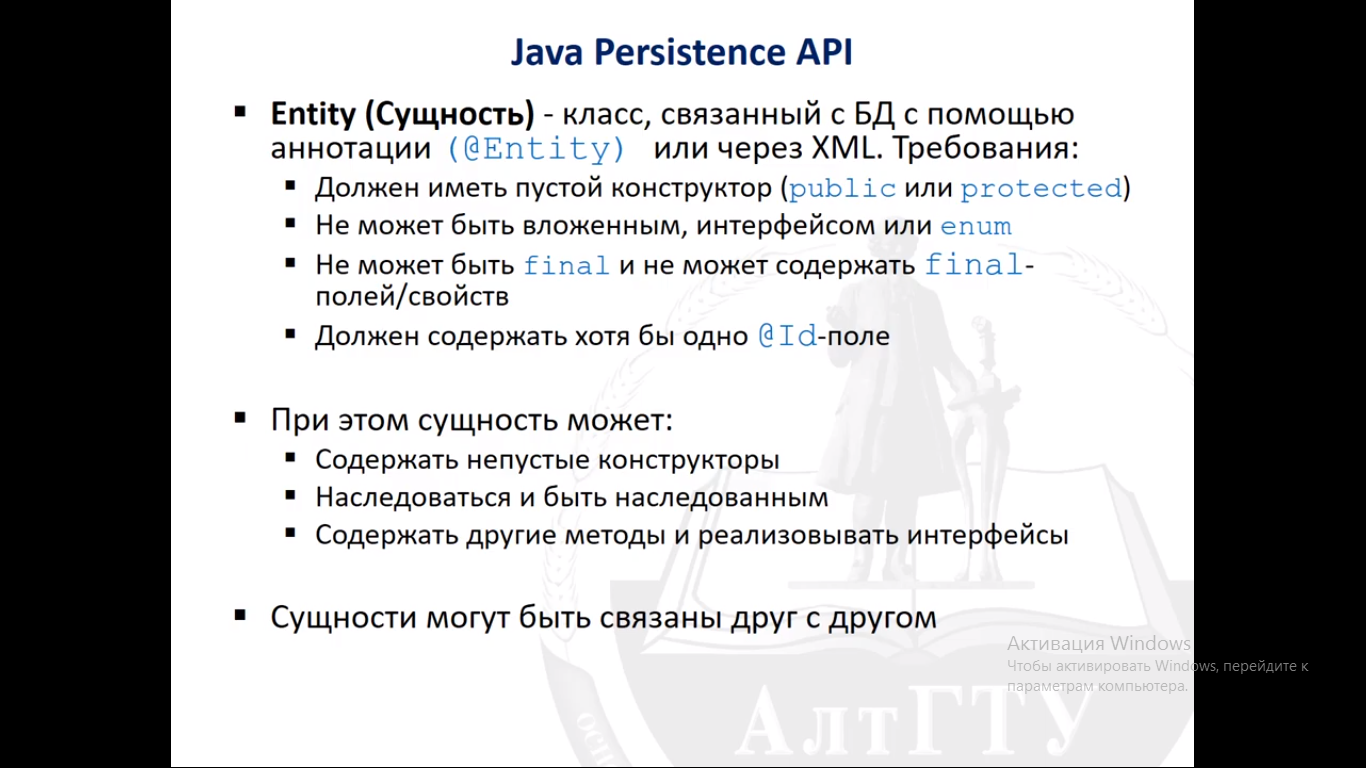 Java Persistence API
▪ Entity (Сущность) - класс, связанный с БД с помощью
аннотации (@Entity) или через XML. Требования:
▪ Должен иметь пустой конструктор (public или protected)
▪ Не может быть вложенным, интерфейсом или enum
▪ Не может быть final и не может содержать final-
полей/свойств
▪ Должен содержать хотя бы одно @Id-поле
▪ При этом сущность может:
▪ Содержать непустые конструкторы
▪ Наследоваться и быть наследованным
▪ Содержать другие методы и реализовывать интерфейсы
▪ Сущности могут быть связаны друг с другом
Активация Windows
Чтобы активировать Windows, перейдите к
параметрам компьютера.
АлтГТУ